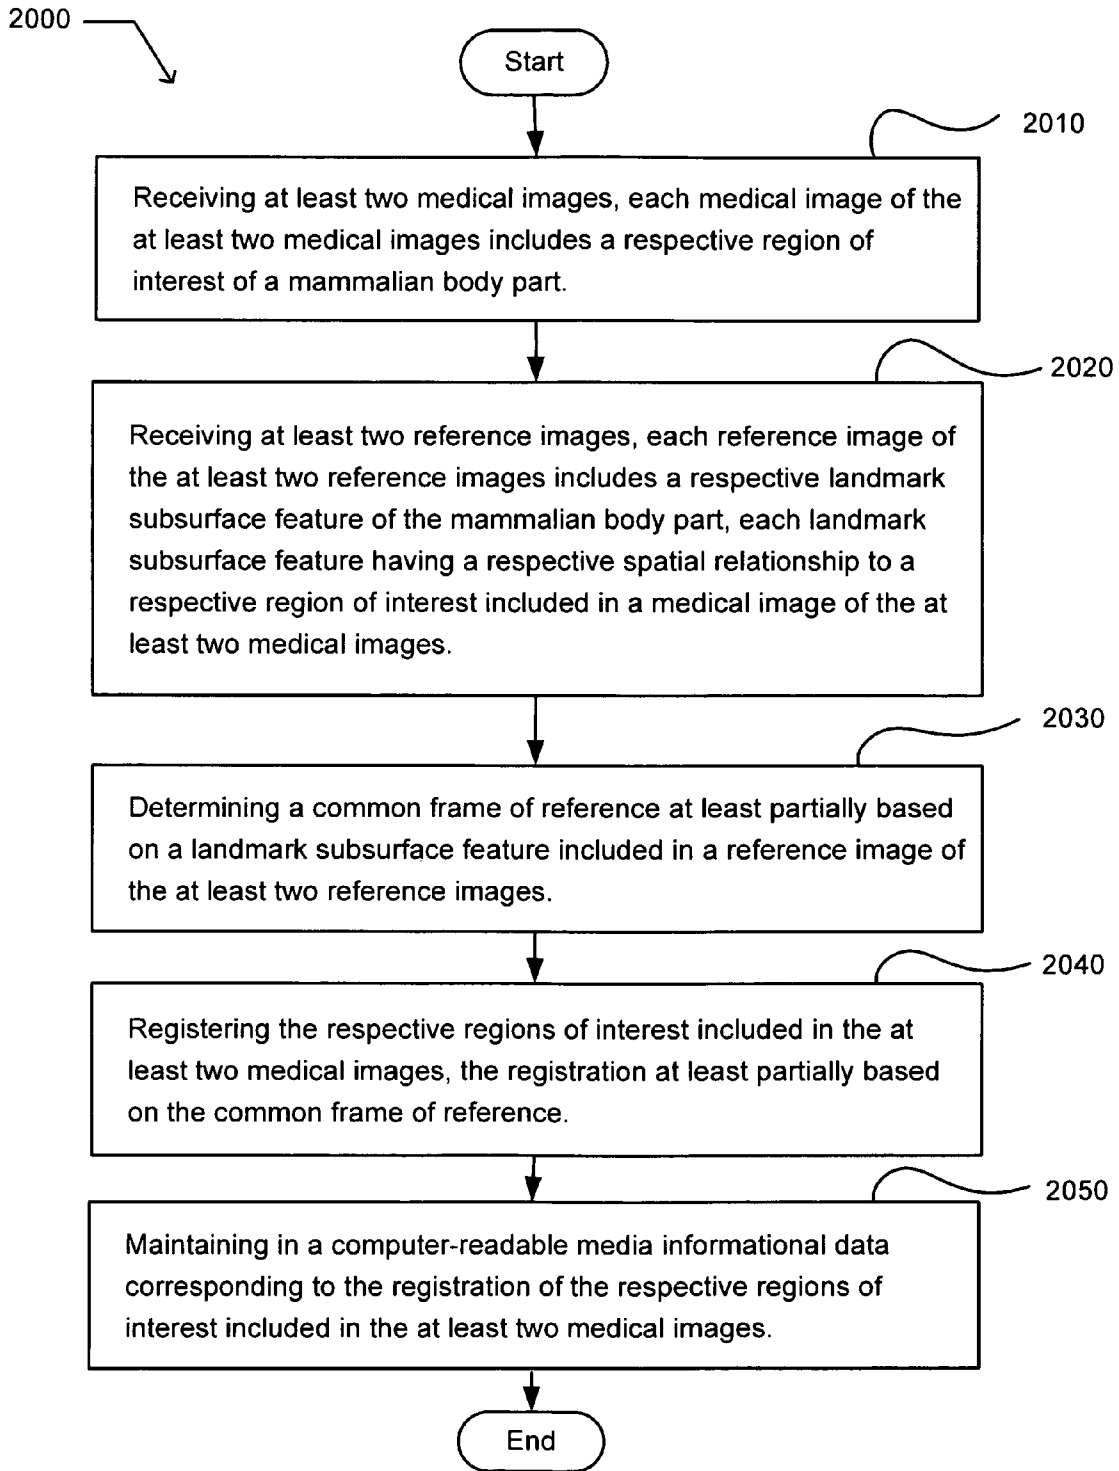 2000
Start
2010
Receiving at least two medical images, each medical image of the
at least two medical images includes a respective region of
interest of a mammalian body part.
2020
Receiving at least two reference images, each reference image of
the at least two reference images includes a respective landmark
subsurface feature of the mammalian body part, each landmark
subsurface feature having a respective spatial relationship to a
respective region of interest included in a medical image of the at
least two medical images.
2030
Determining a common frame of reference at least partially based
on a landmark subsurface feature included in a reference image of
the at least two reference images.
2040
Registering the respective regions of interest included in the at
least two medical images, the registration at least partially based
on the common frame of reference.
2050
Maintaining in a computer-readable media informational data
corresponding to the registration of the respective regions of
interest included in the at least two medical images.
End